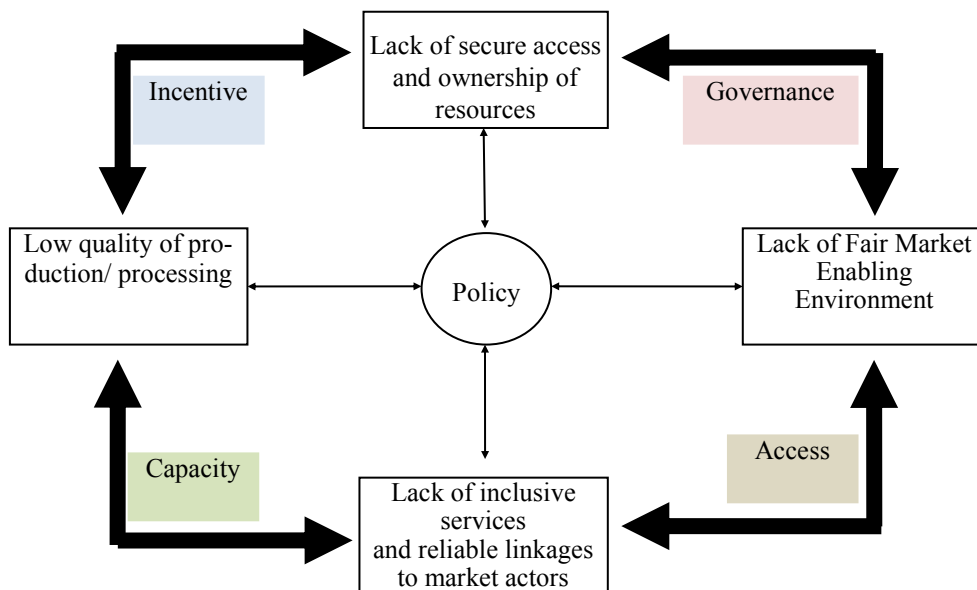 Lack of secure access
and ownership of
resources
Incentive
Governance
Low quality of pro-
duction/ processing
Policy
Lack of Fair Market
Enabling
Environment
Capacity
Access
Lack of inclusive
services
and reliable linkages
to market actors